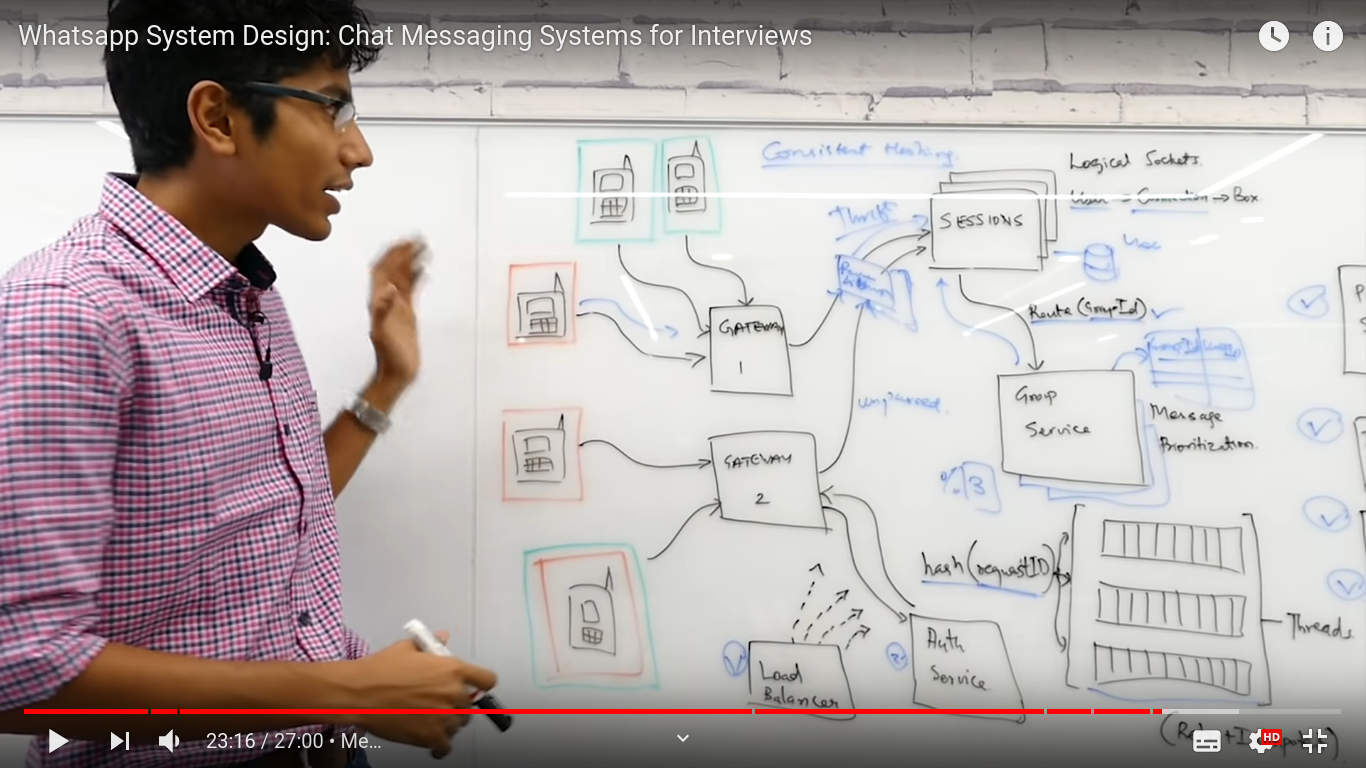 Whatsapp System Design: Chat Messaging Systems for Interviews
Consistent Hashing
Logical Sockets
User → Connection → Box
Thrift
SESSIONS
Route (GroupId)
GATEWAY
1
unparsed
Group
Service
Message
Prioritization
GATEWAY
2
% 3
hash (requestID)
Threads
Auth
Service
Load
Balancer
23:16 / 27:00 • Me...
HD